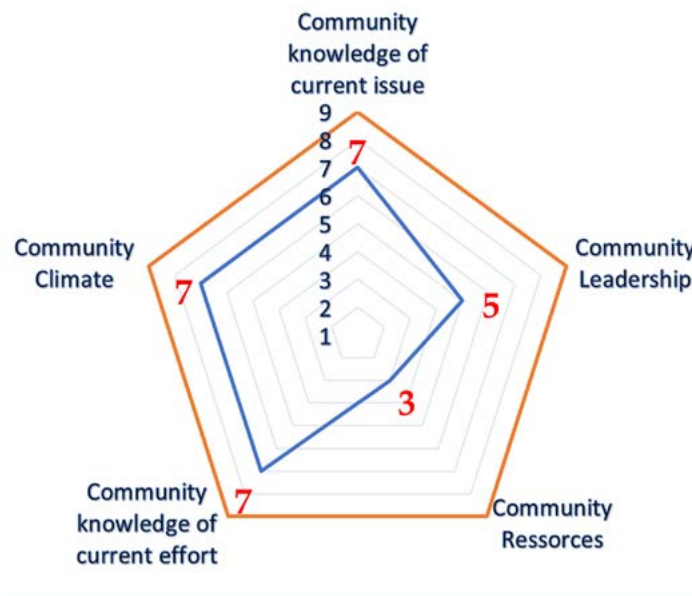 Community
knowledge of
current issue
9
8
7
7
6
5
4
3
2
1
Community
Leadership
5
Community
Climate
7
3
Community
knowledge of
current effort
7
Community
Ressorces